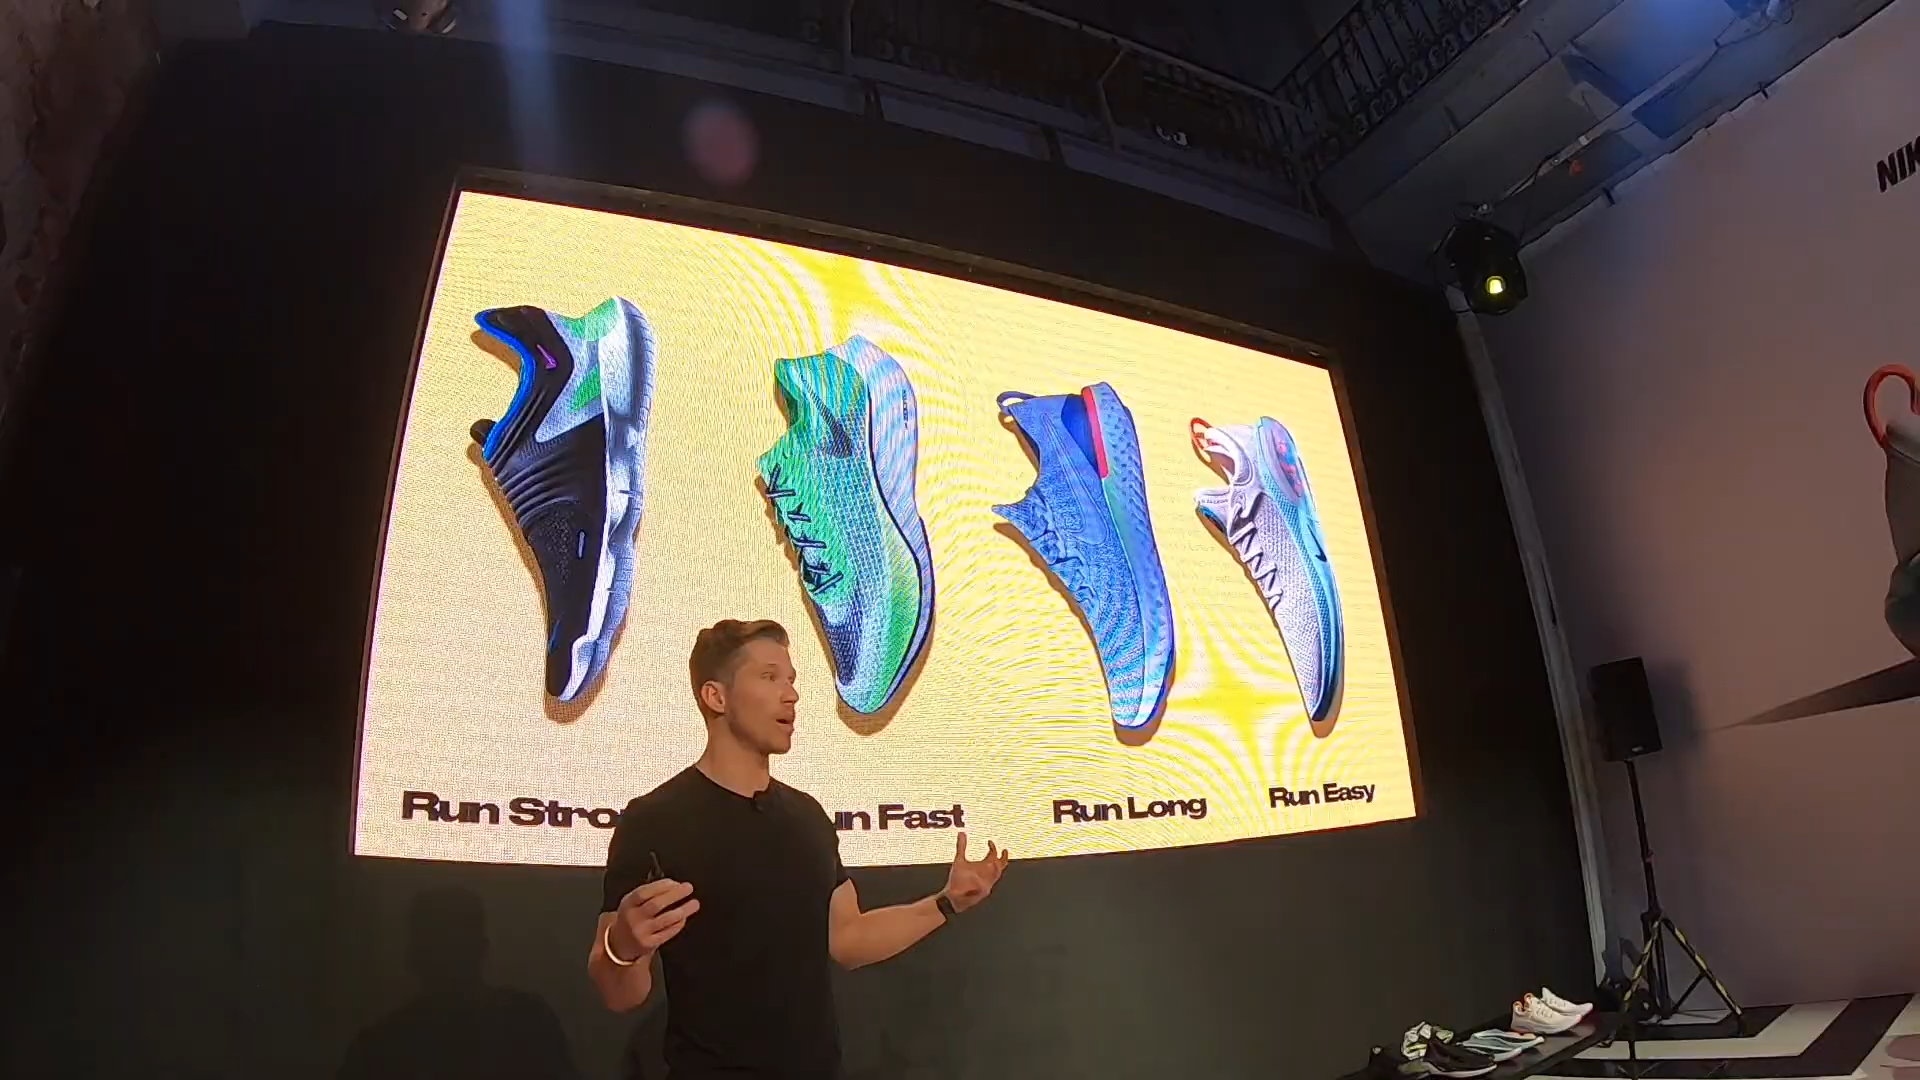 NIK
Run Stro
un Fast
Run Long
Run Easy